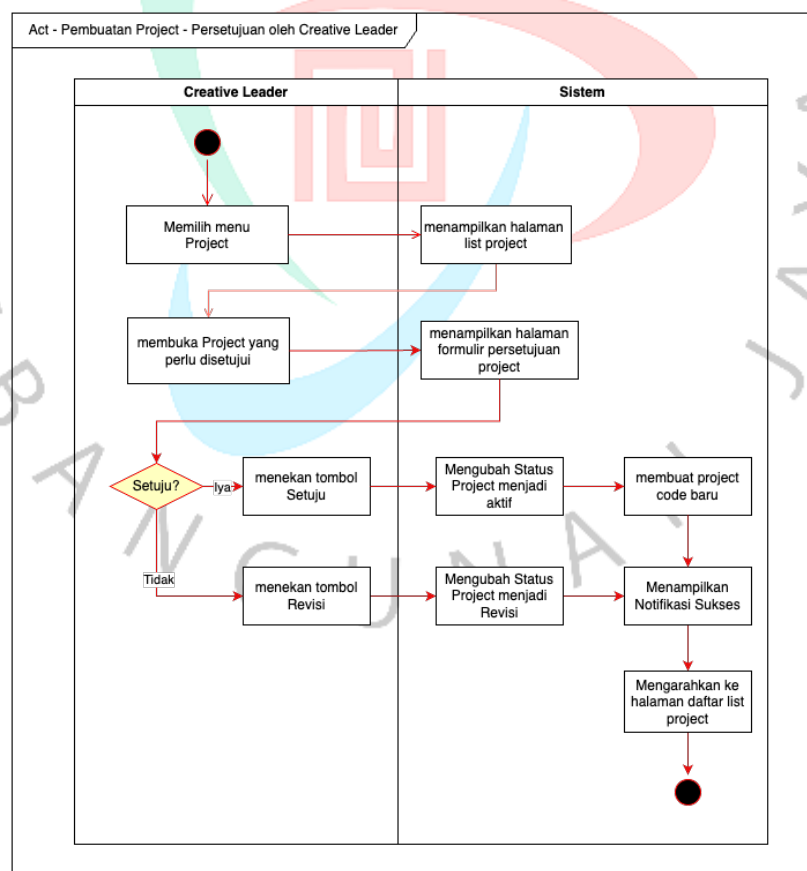 Act - Pembuatan Project - Persetujuan oleh Creative Leader
Creative Leader
Sistem
Memilih menu
Project
menampilkan halaman
list project
membuka Project yang
perlu disetujui
menampilkan halaman
formulir persetujuan
project
Setuju?
Iya
menekan tombol
Setuju
Mengubah Status
Project menjadi
aktif
membuat project
code baru
Tidak
menekan tombol
Revisi
Mengubah Status
Project menjadi
Revisi
Menampilkan
Notifikasi Sukses
Mengarahkan ke
halaman daftar list
project